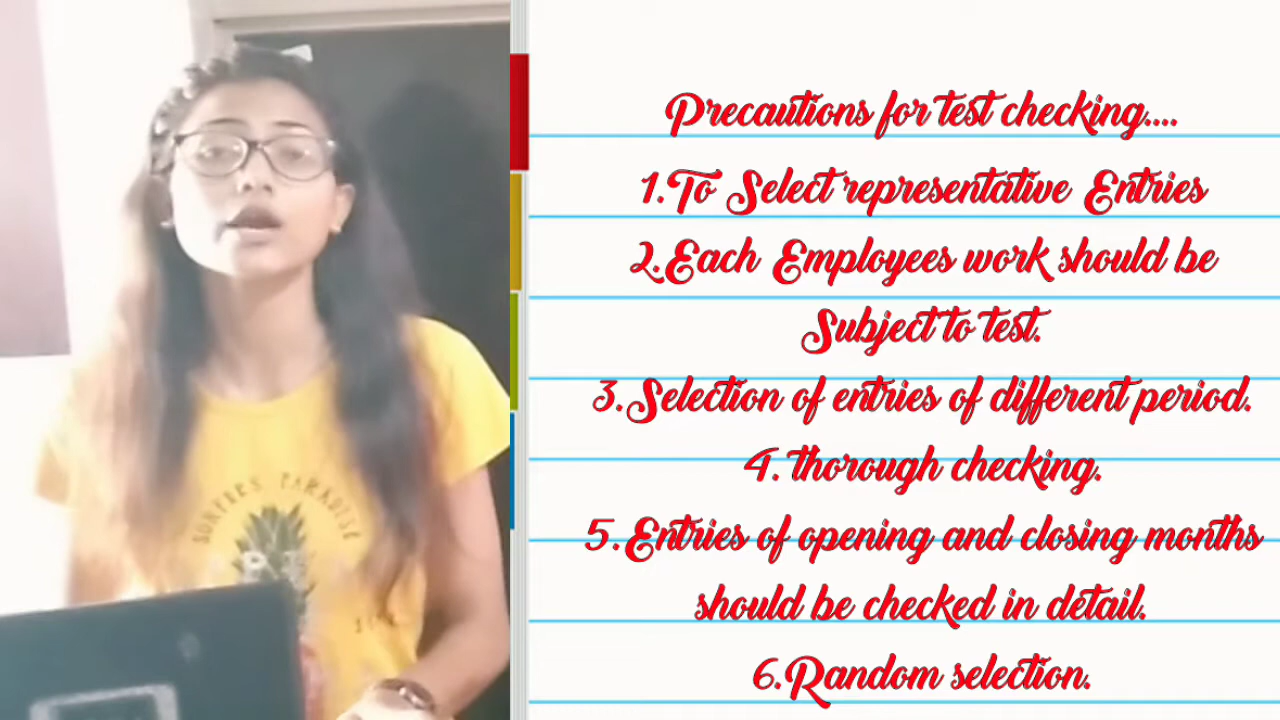 Precautions for test checking....
1.To Select representative Entries
2.Each Employees work should be
Subject to test.
3.Selection of entries of different period.
4.thorough checking.
5.Entries of opening and closing months
should be checked in detail.
6.Random selection.
SURFERS PARADISE